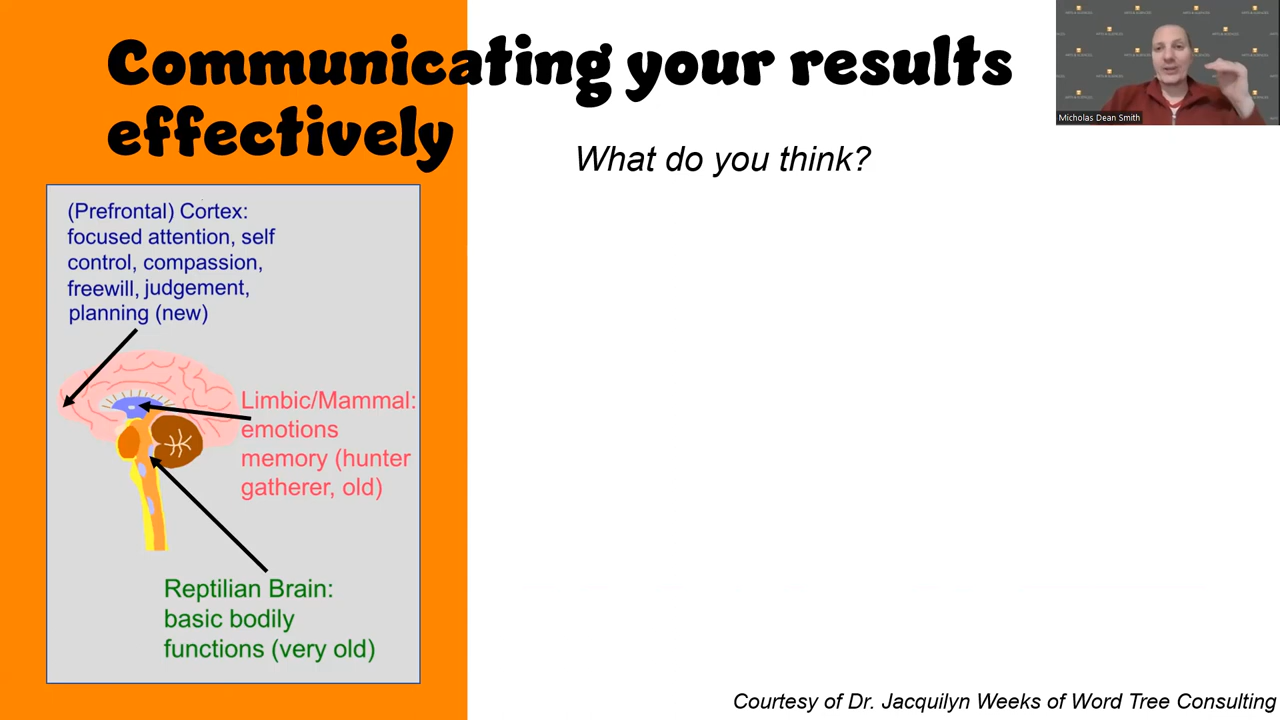 Communicating your results
effectively
What do you think?
Micholas Dean Smith
(Prefrontal) Cortex:
focused attention, self
control, compassion,
freewill, judgement,
planning (new)
Limbic/Mammal:
emotions
memory (hunter
gatherer, old)
Reptilian Brain:
basic bodily
functions (very old)
Courtesy of Dr. Jacquilyn Weeks of Word Tree Consulting